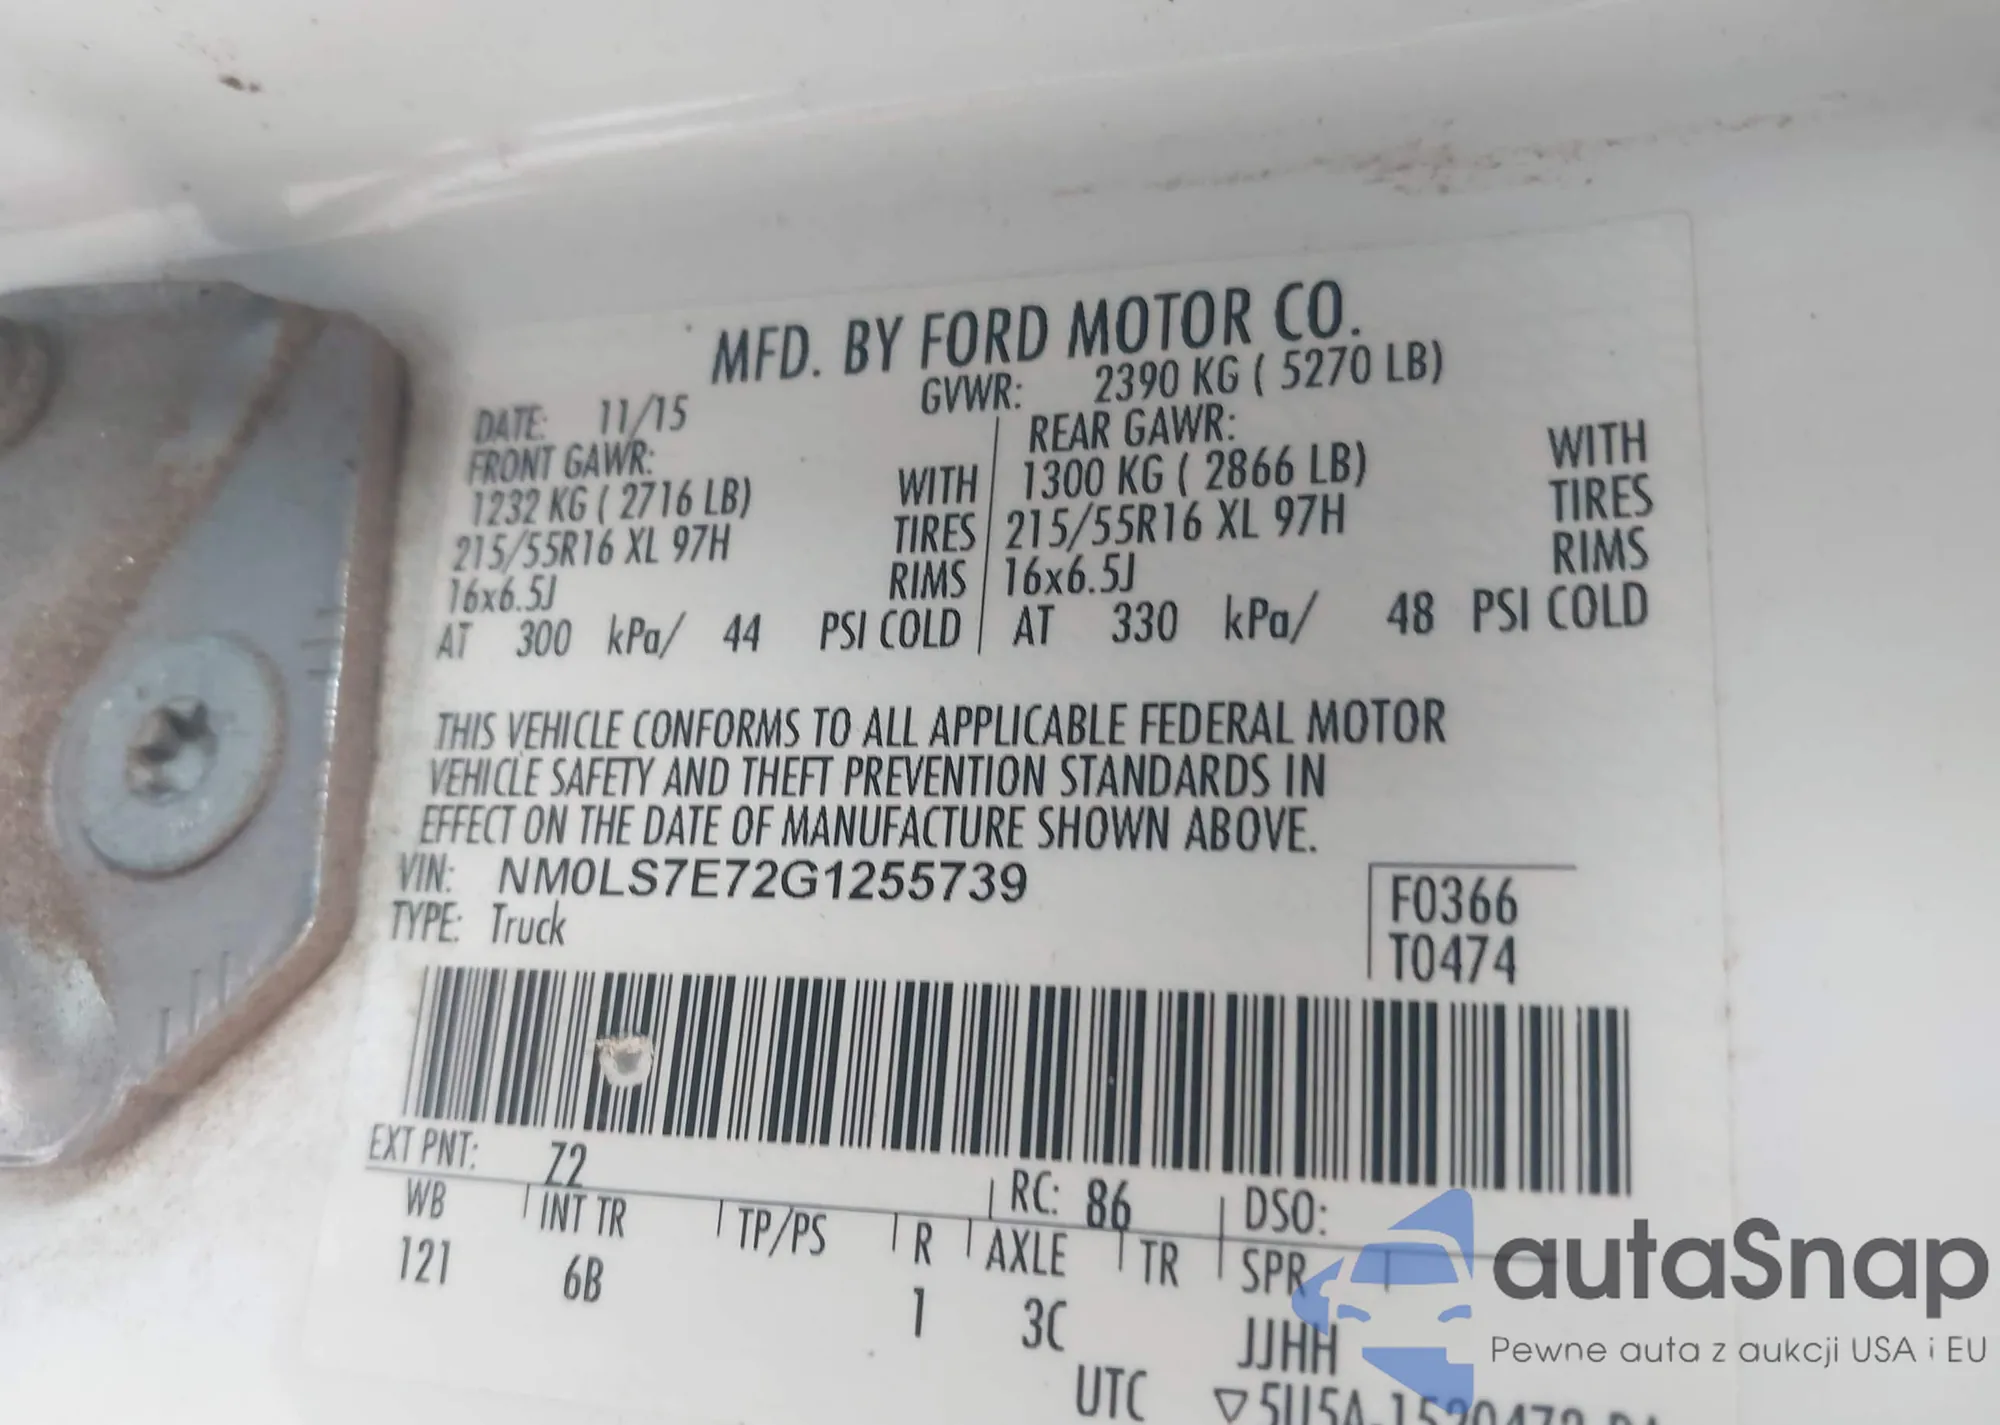 MFD. BY FORD MOTOR CO.
DATE: 11/15 GVWR: 2390 KG ( 5270 LB)
FRONT GAWR: REAR GAWR:
1232 KG ( 2716 LB) WITH 1300 KG ( 2866 LB) WITH
215/55R16 XL 97H TIRES 215/55R16 XL 97H TIRES
16x6.5J RIMS 16x6.5J RIMS
AT 300 kPa/ 44 PSI COLD AT 330 kPa/ 48 PSI COLD
THIS VEHICLE CONFORMS TO ALL APPLICABLE FEDERAL MOTOR
VEHICLE SAFETY AND THEFT PREVENTION STANDARDS IN
EFFECT ON THE DATE OF MANUFACTURE SHOWN ABOVE.
VIN: NM0LS7E72G1255739
TYPE: Truck
F0366
T0474
EXT PNT: Z2 RC: 86 DSO:
WB INT TR TP/PS R AXLE TR SPR
121 6B 1 3C JJHH
UTC
autaSnap
Pewne auta z aukcji USA i EU